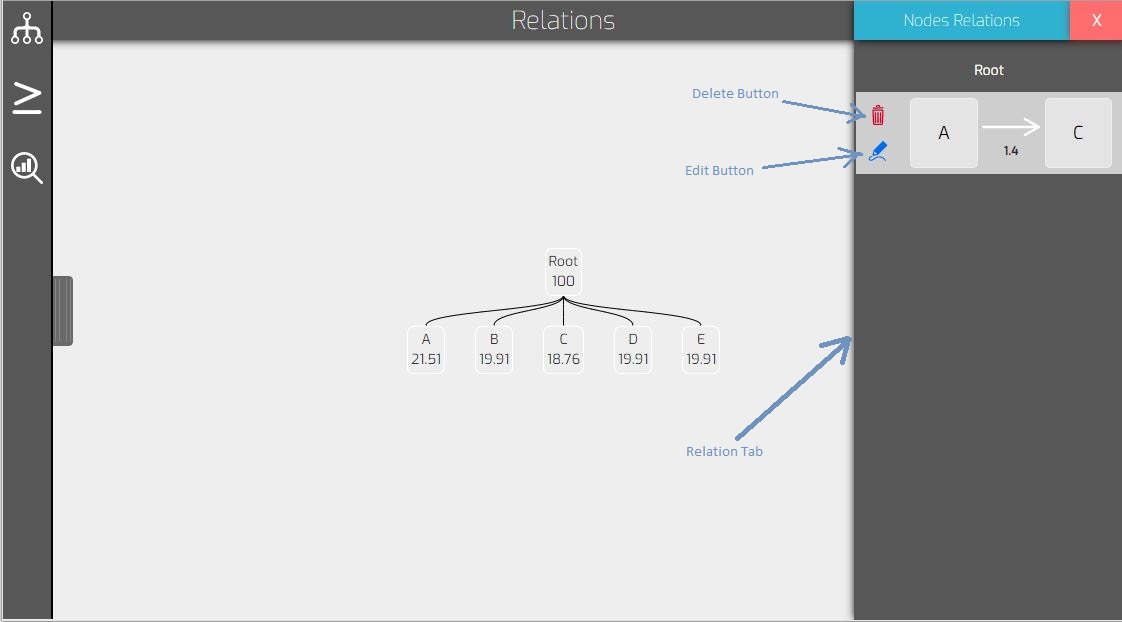 Relations
Nodes Relations
X
Root
Delete Button
A
C
1.4
Edit Button
Root
100
A
B
C
D
E
21.51
19.91
18.76
19.91
19.91
Relation Tab